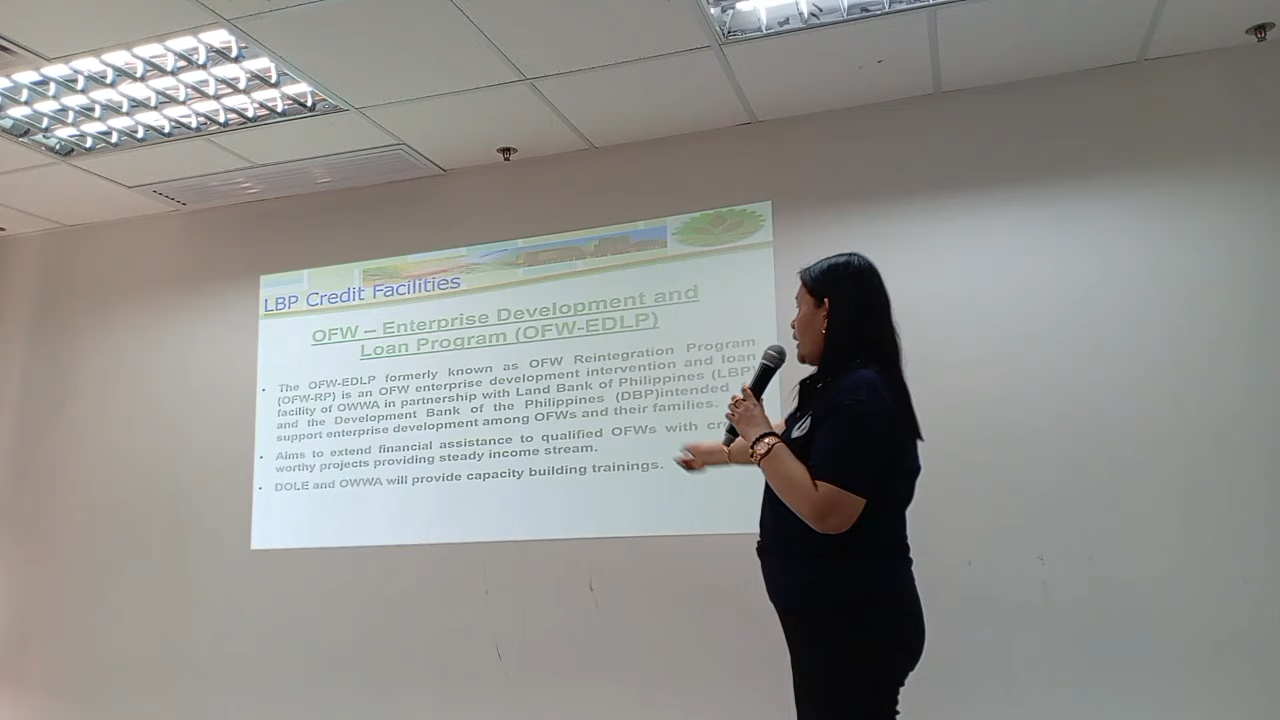 LBP Credit Facilities
OFW – Enterprise Development and
Loan Program (OFW-EDLP)
• The OFW-EDLP formerly known as OFW Reintegration Program
(OFW-RP) is an OFW enterprise development intervention and loan
facility of OWWA in partnership with Land Bank of Philippines (LBP)
and the Development Bank of the Philippines (DBP)intended
support enterprise development among OFWs and their families.
• Aims to extend financial assistance to qualified OFWs with
worthy projects providing steady income stream.
• DOLE and OWWA will provide capacity building trainings.